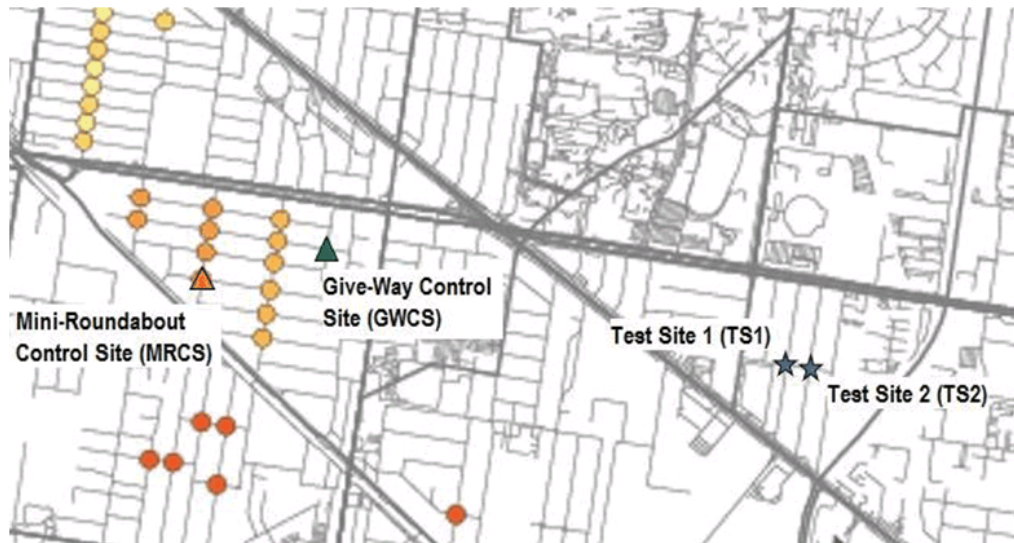 Give-Way Control
Site (GWCS)
Mini-Roundabout
Control Site (MRCS)
Test Site 1 (TS1)
Test Site 2 (TS2)